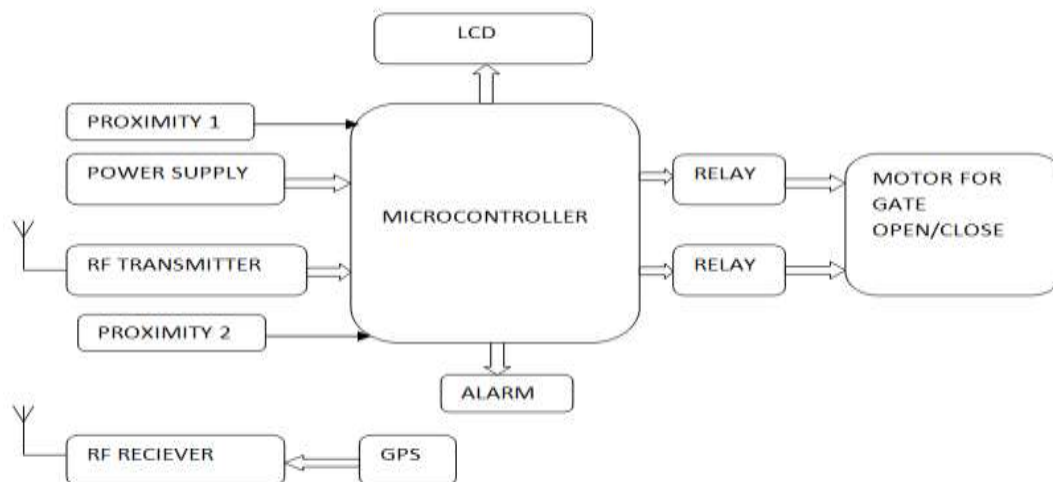 LCD
PROXIMITY 1
POWER SUPPLY
RF TRANSMITTER
PROXIMITY 2
MICROCONTROLLER
RELAY
RELAY
MOTOR FOR
GATE
OPEN/CLOSE
ALARM
RF RECIEVER
GPS